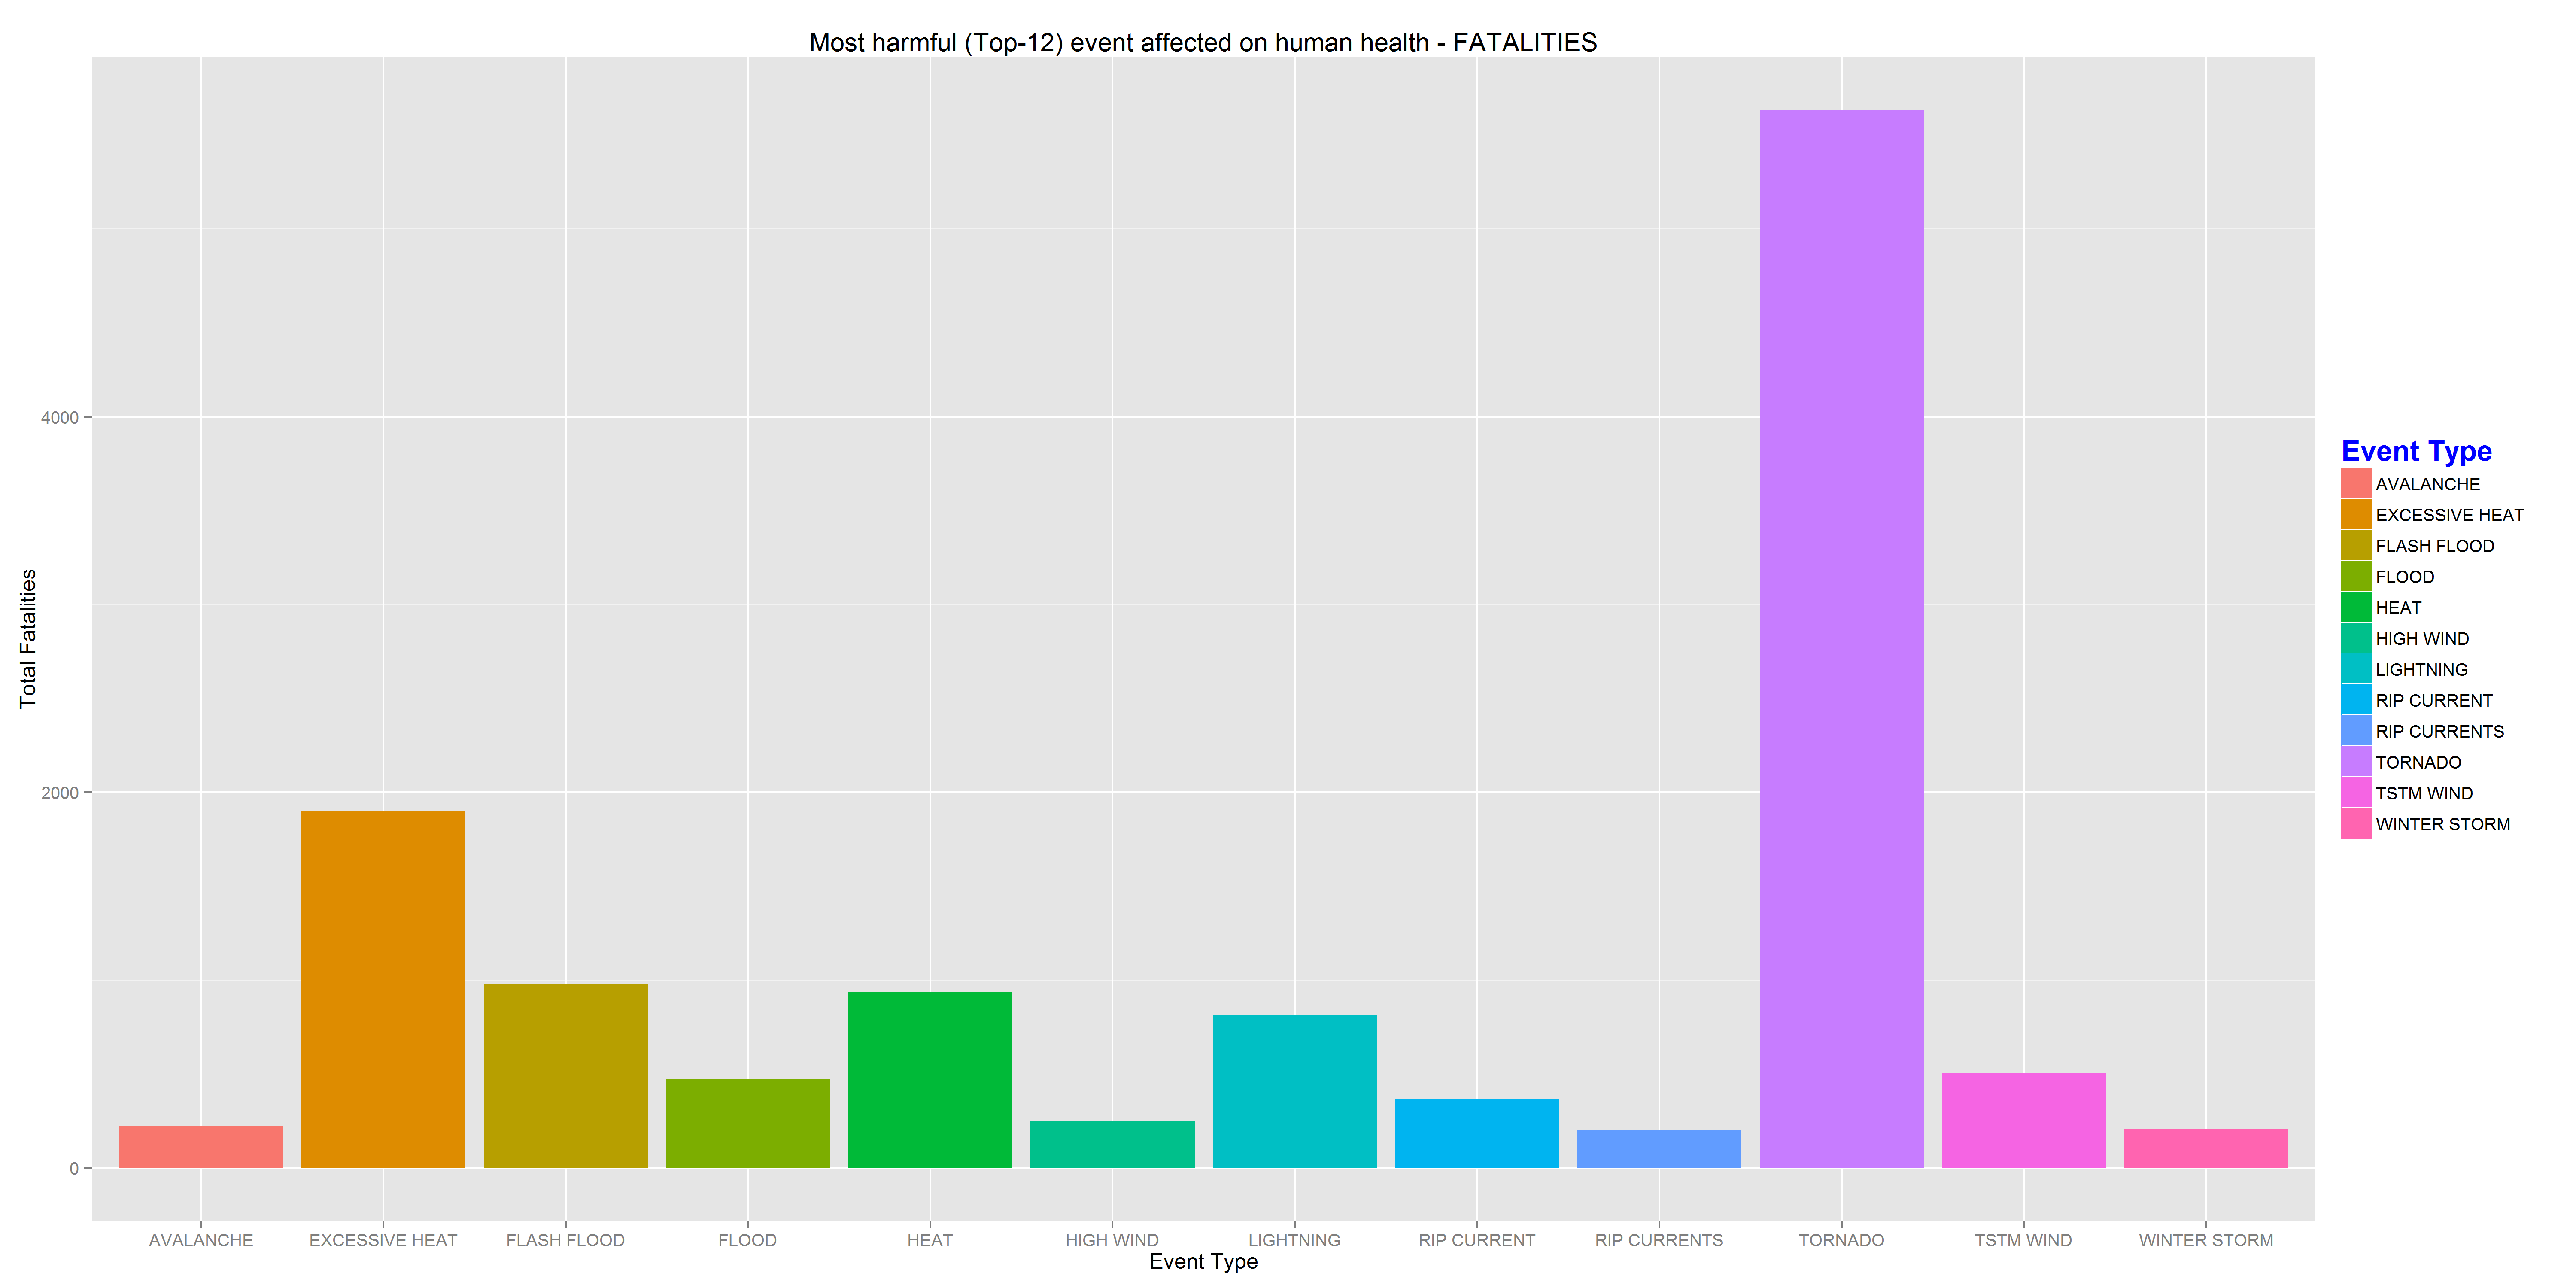 Most harmful (Top-12) event affected on human health - FATALITIES
Total Fatalities
4000
2000
0
AVALANCHE
EXCESSIVE HEAT
FLASH FLOOD
FLOOD
HEAT
HIGH WIND
LIGHTNING
RIP CURRENT
RIP CURRENTS
TORNADO
TSTM WIND
WINTER STORM
Event Type
Event Type
AVALANCHE
EXCESSIVE HEAT
FLASH FLOOD
FLOOD
HEAT
HIGH WIND
LIGHTNING
RIP CURRENT
RIP CURRENTS
TORNADO
TSTM WIND
WINTER STORM